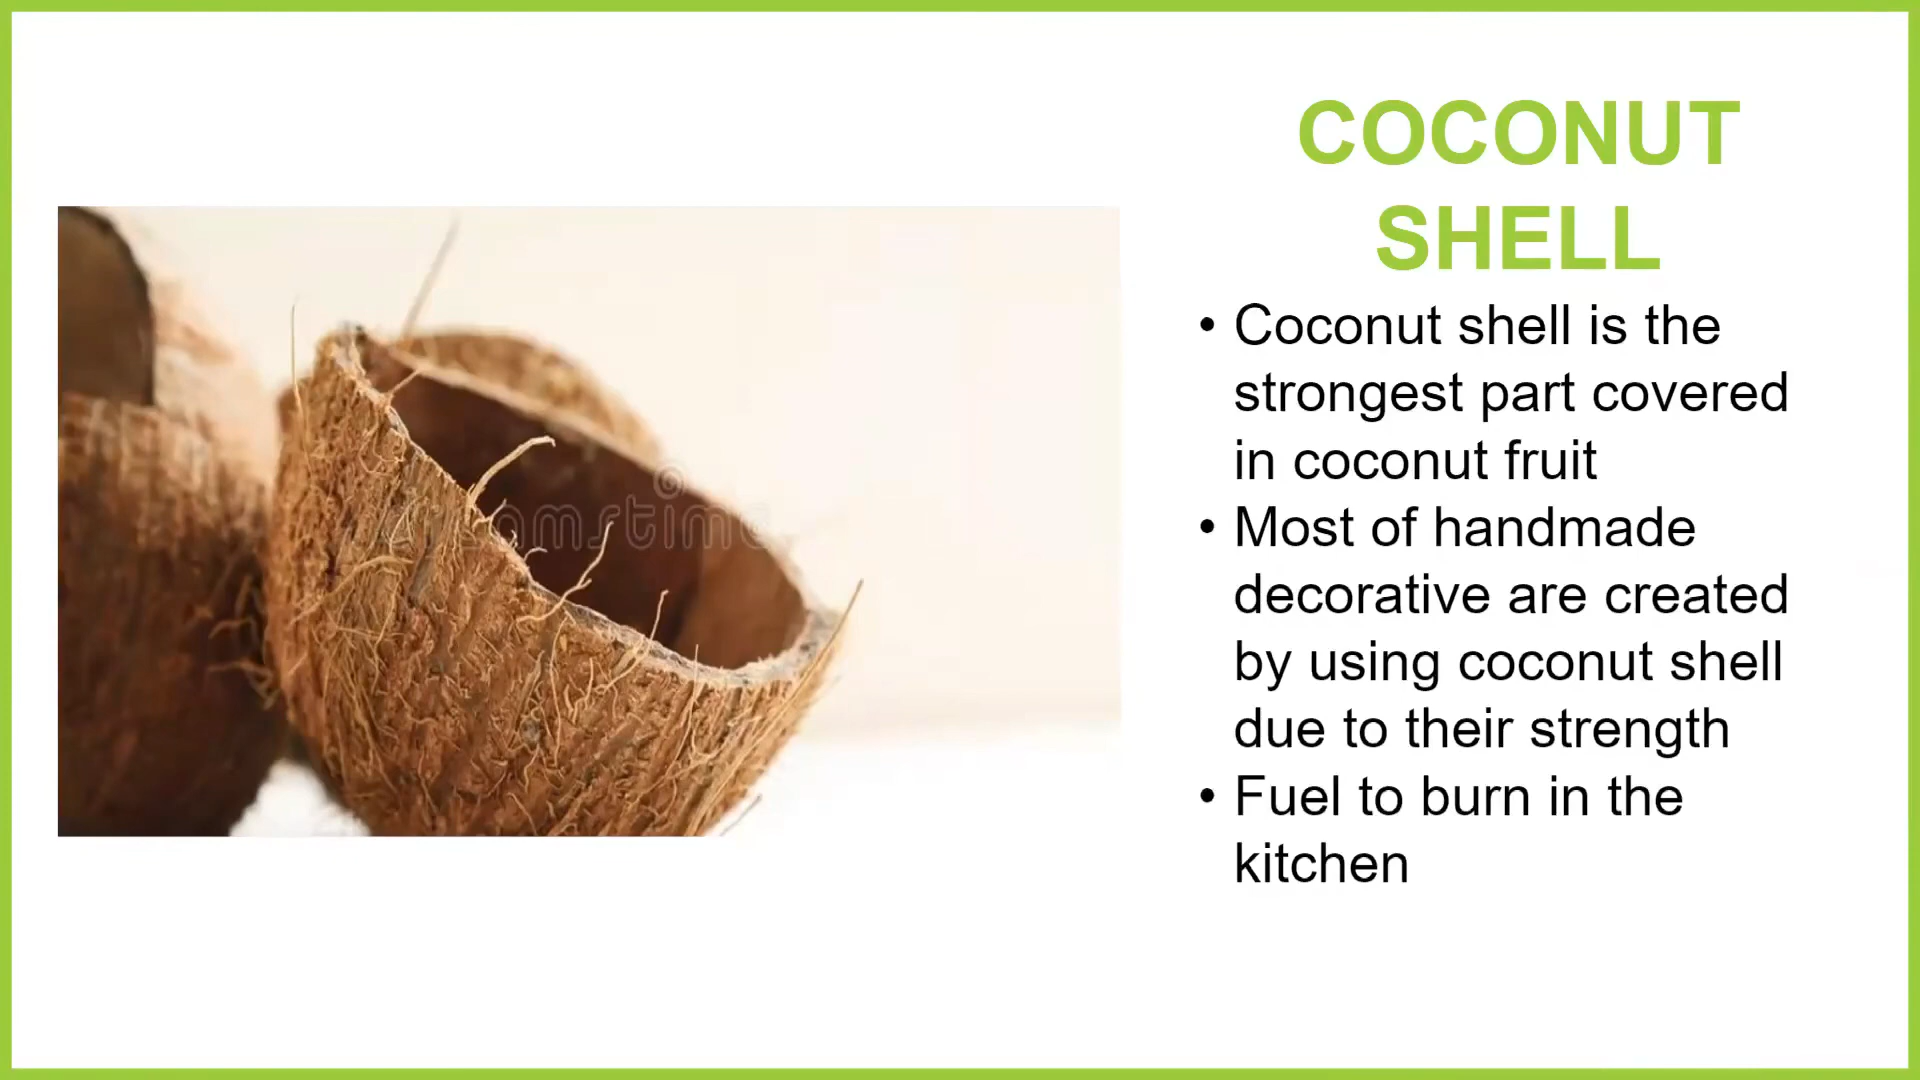 COCONUT
SHELL
• Coconut shell is the
strongest part covered
in coconut fruit
• Most of handmade
decorative are created
by using coconut shell
due to their strength
• Fuel to burn in the
kitchen